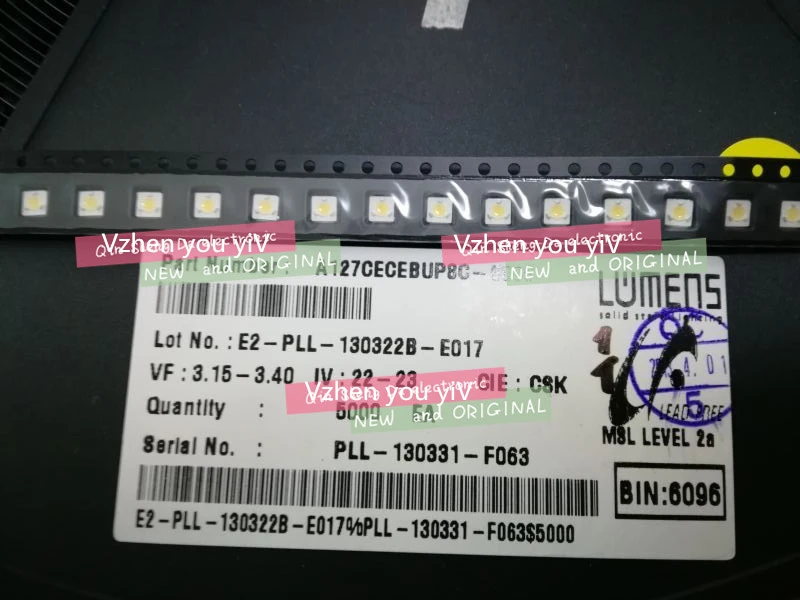 Vzhen you yiv
NEW and ORIGINAL
Vzhen you yiv
NEW and ORIGINAL
Part Number : A127CECEBUP8C-
LUMENS
solid state lighting
Lot No. : E2-PLL-130322B-E017
VF : 3.15-3.40 IV : 22-23 CIE : C8K
Vzhen you yiv
Quantity : 5000 EA
NEW and ORIGINAL
LEAD FREE
Serial No. : PLL-130331-F063
MSL LEVEL 2a
BIN:6096
E2-PLL-130322B-E017%PLL-130331-F063$5000